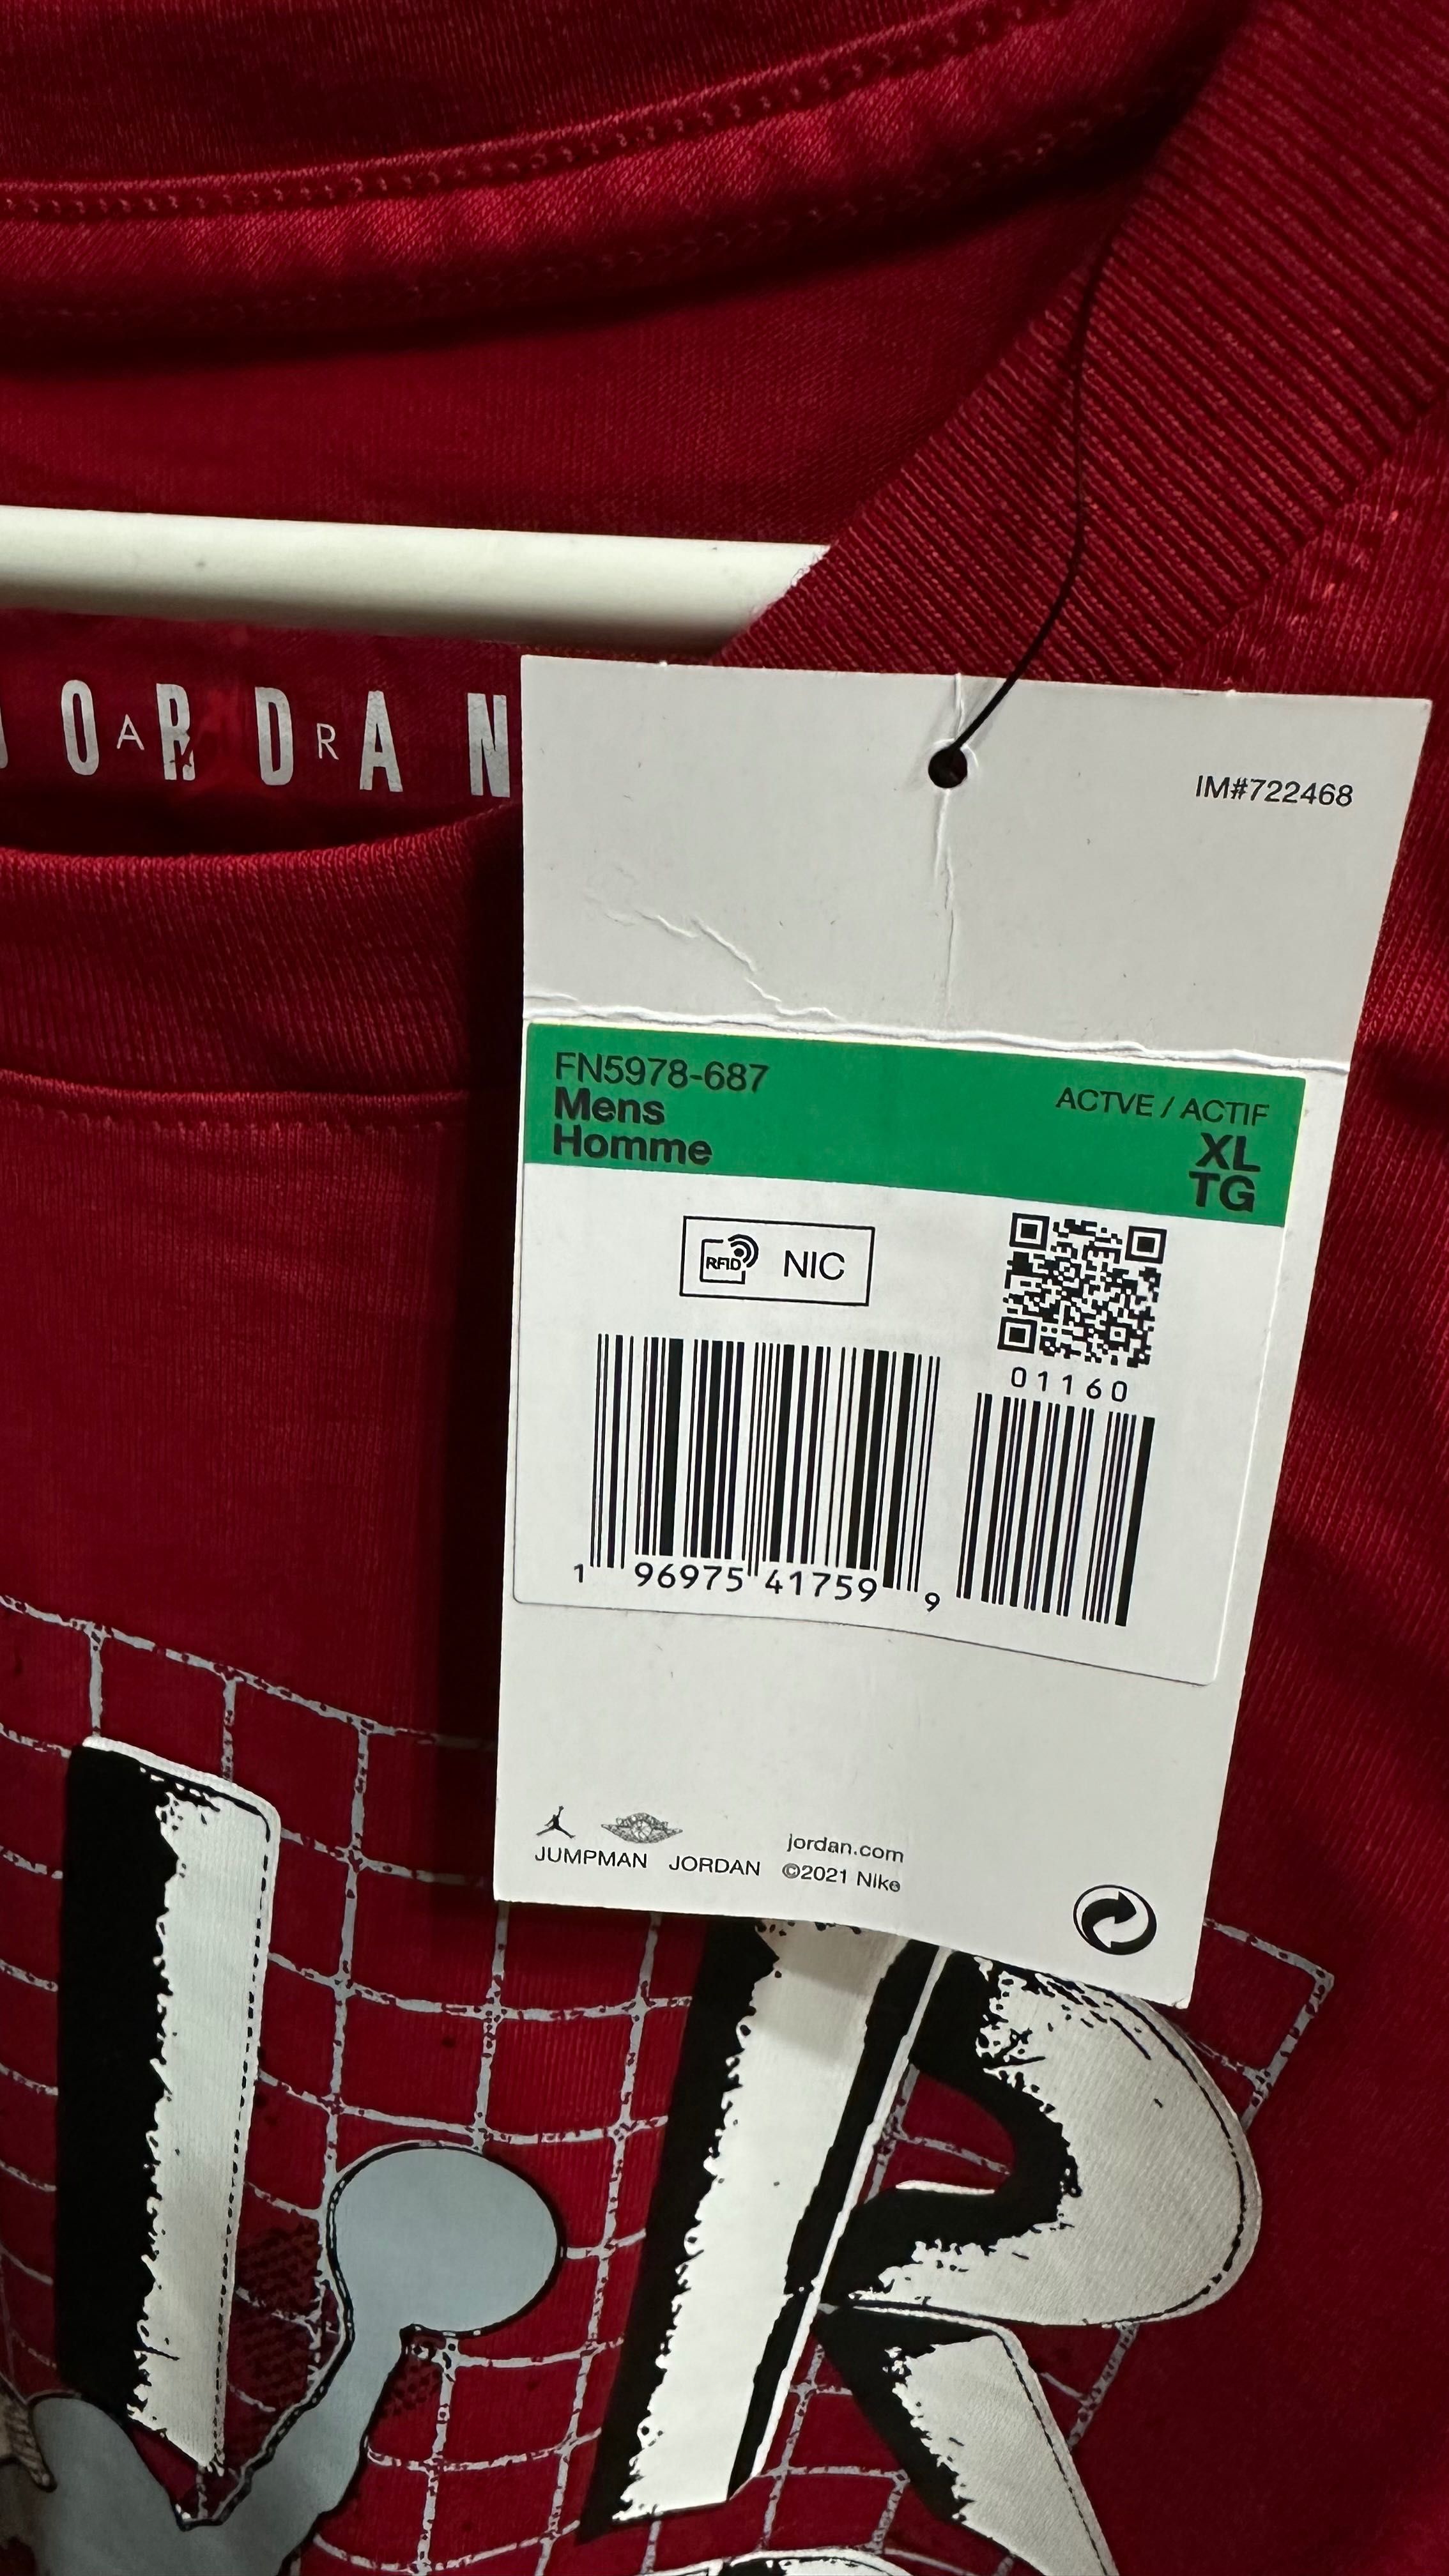 JORDAN
AIR
IM#722468
FN5978-687
Mens
Homme
ACTVE / ACTIF
XL
TG
RFID NIC
01160
1 96975 41759 9
JUMPMAN JORDAN
jordan.com
©2021 Nike